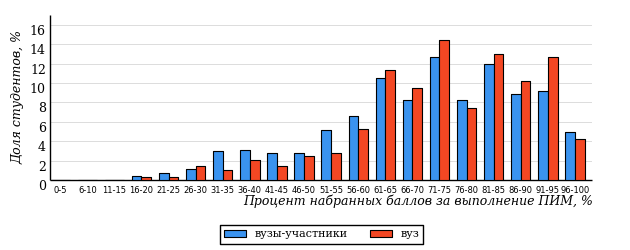 Доля студентов, %
16
14
12
10
8
6
4
2
0
0-5 6-10 11-15 16-20 21-25 26-30 31-35 36-40 41-45 46-50 51-55 56-60 61-65 66-70 71-75 76-80 81-85 86-90 91-95 96-100
Процент набранных баллов за выполнение ПИМ, %
вузы-участники вуз